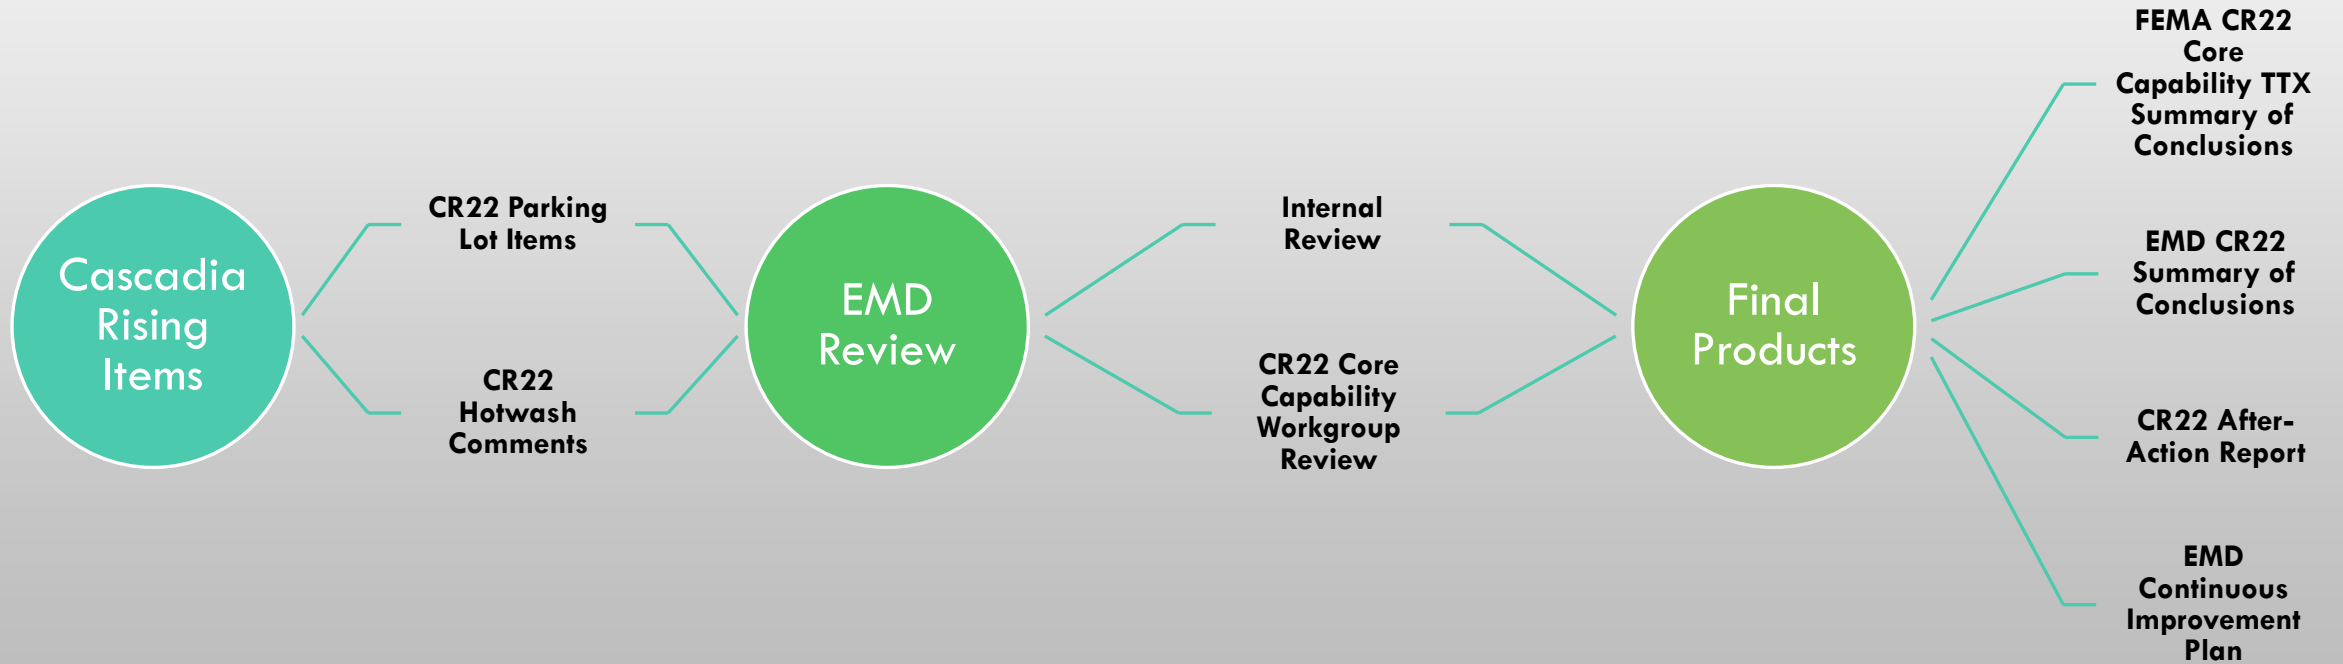 Cascadia
Rising
Items
CR22 Parking
Lot Items
CR22
Hotwash
Comments
EMD
Review
Internal
Review
CR22 Core
Capability
Workgroup
Review
Final
Products
FEMA CR22
Core
Capability TTX
Summary of
Conclusions
EMD CR22
Summary of
Conclusions
CR22 After-
Action Report
EMD
Continuous
Improvement
Plan